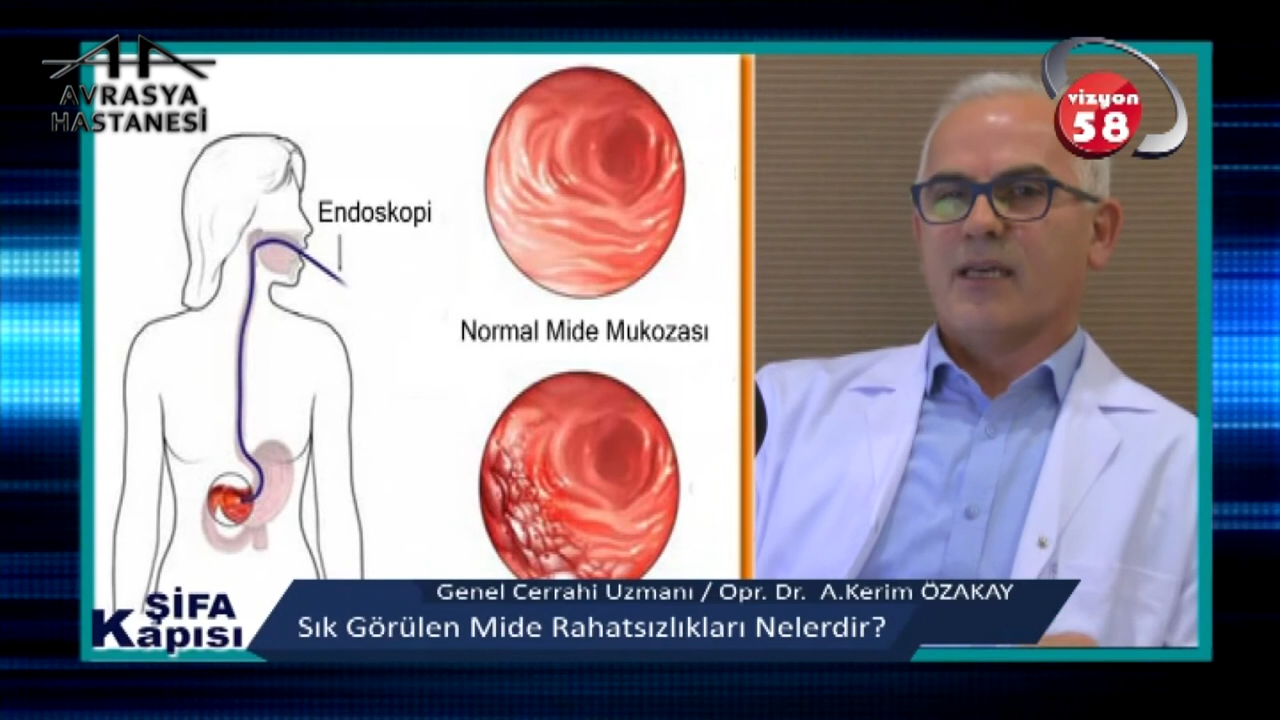 AVRASYA
HASTANESİ
vizyon
58
Endoskopi
Normal Mide Mukozası
ŞİFA
Kapısı
Genel Cerrahi Uzmanı / Opr. Dr. A.Kerim ÖZAKAY
Sık Görülen Mide Rahatsızlıkları Nelerdir?